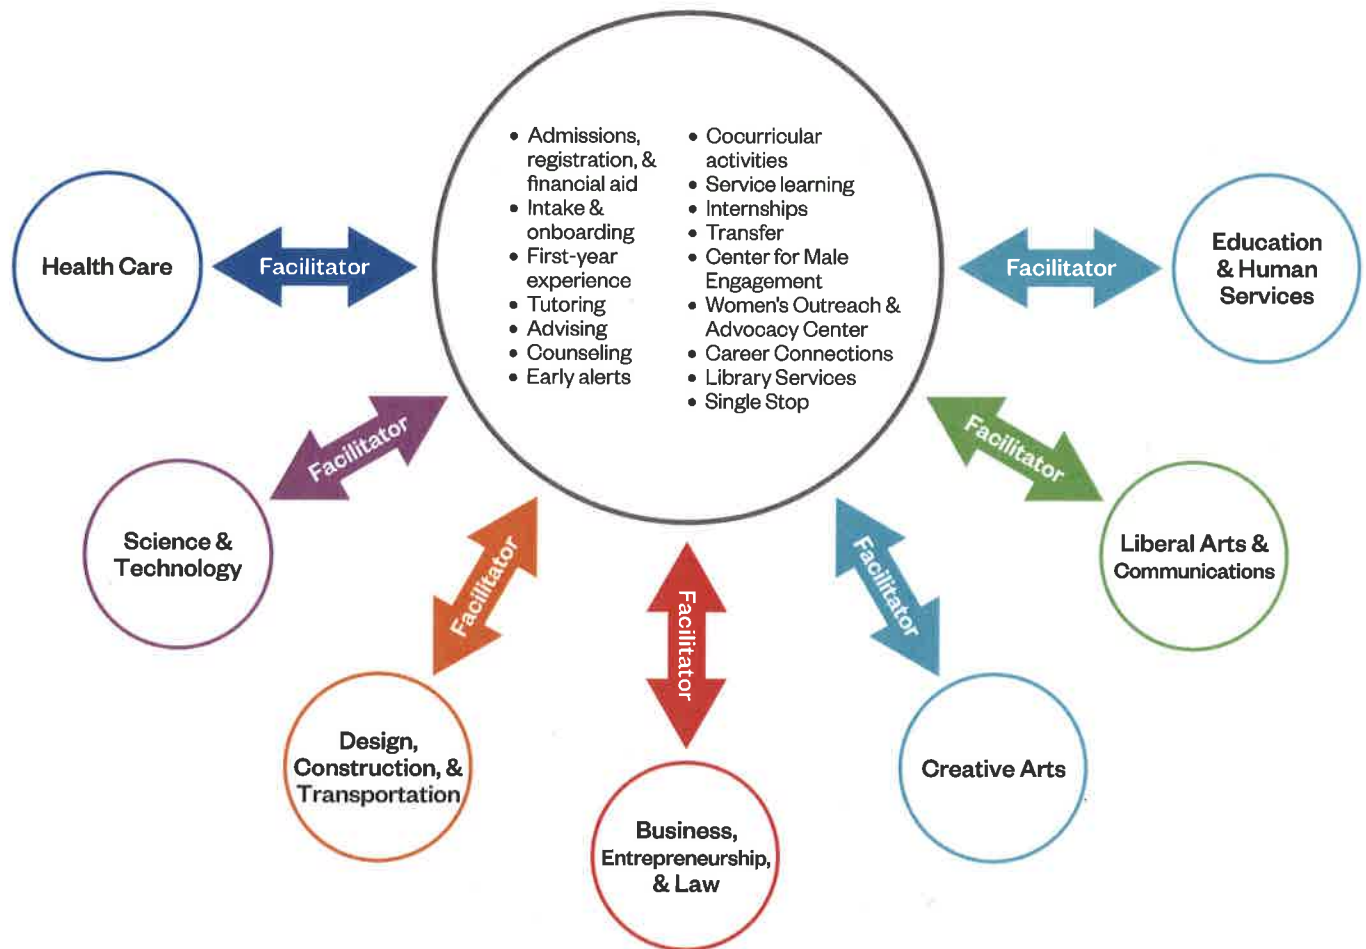 • Admissions,
registration, &
financial aid
• Intake &
onboarding
• First-year
experience
• Tutoring
• Advising
• Counseling
• Early alerts
• Cocurricular
activities
• Service learning
• Internships
• Transfer
• Center for Male
Engagement
• Women's Outreach &
Advocacy Center
• Career Connections
• Library Services
• Single Stop
Health Care
Facilitator
Facilitator
Education
& Human
Services
Facilitator
Science &
Technology
Facilitator
Liberal Arts &
Communications
Facilitator
Design,
Construction, &
Transportation
Facilitator
Business,
Entrepreneurship,
& Law
Facilitator
Creative Arts